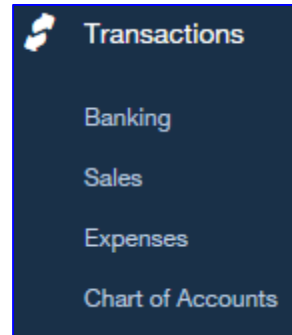 Transactions
Banking
Sales
Expenses
Chart of Accounts